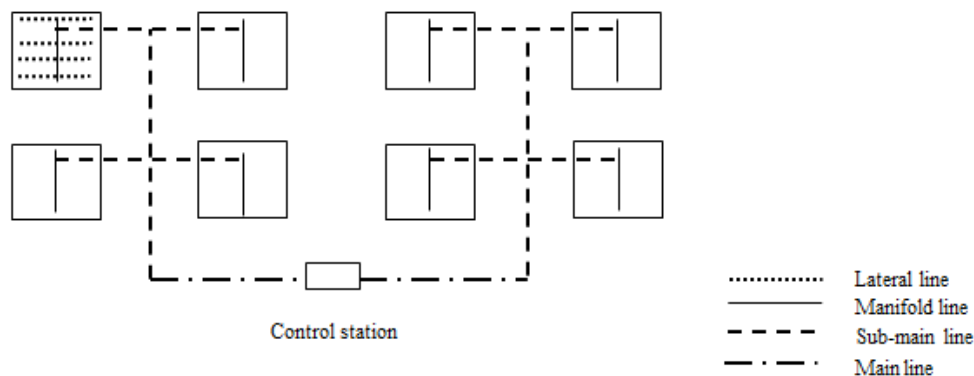 Control station
Lateral line
Manifold line
Sub-main line
Main line